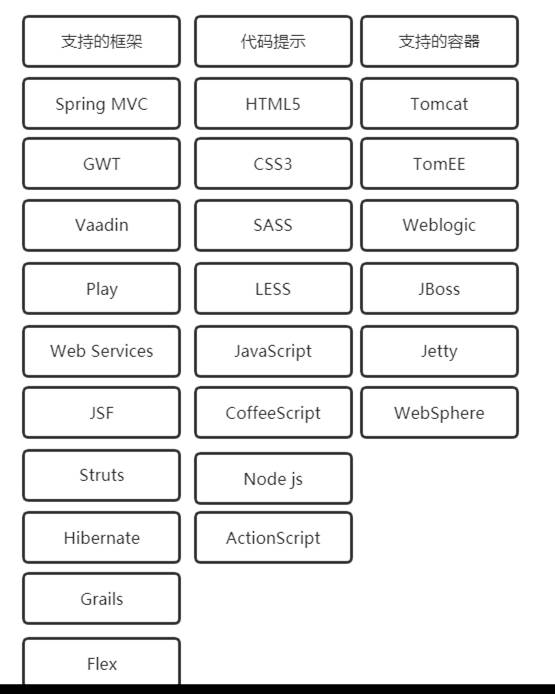 支持的框架 代码提示 支持的容器
Spring MVC HTML5 Tomcat
GWT CSS3 TomEE
Vaadin SASS Weblogic
Play LESS JBoss
Web Services JavaScript Jetty
JSF CoffeeScript WebSphere
Struts Node js
Hibernate ActionScript
Grails
Flex